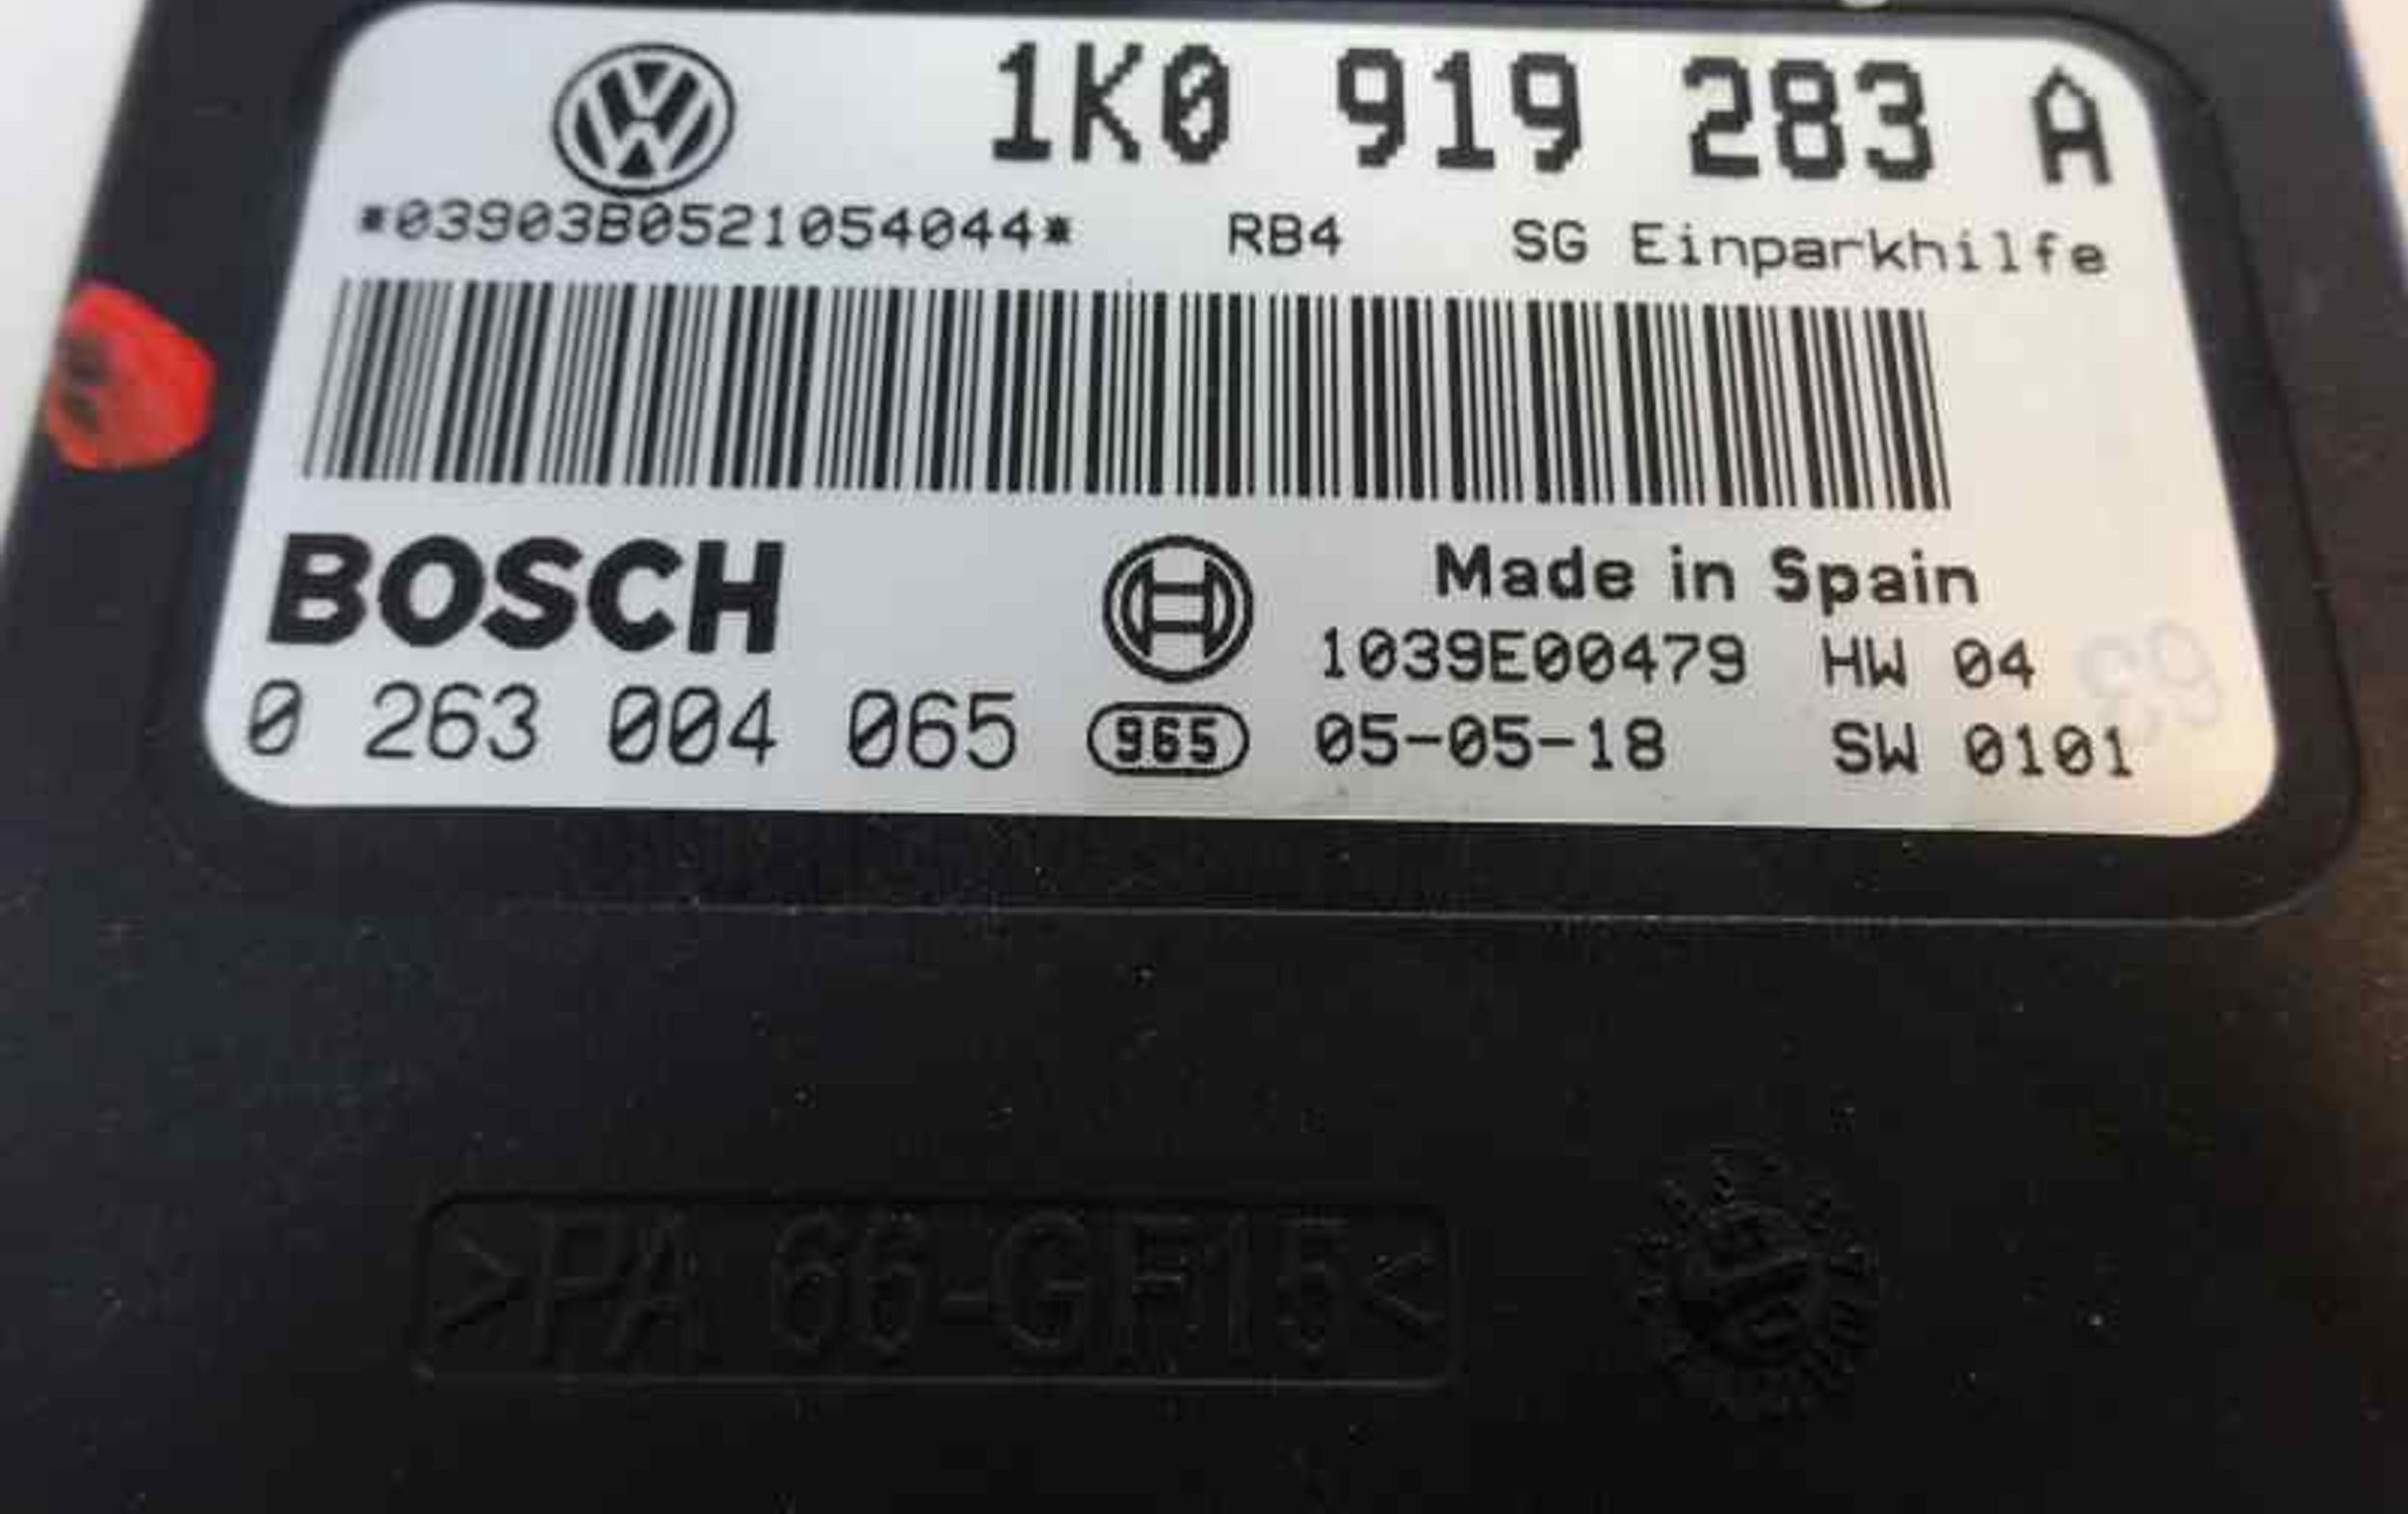 1K0 919 283 A
*03903B0521054044* RB4 SG Einparkhilfe
BOSCH Made in Spain
1039E00479 HW 04
0 263 004 065 965 05-05-18 SW 0101
>PA 66-GF15<